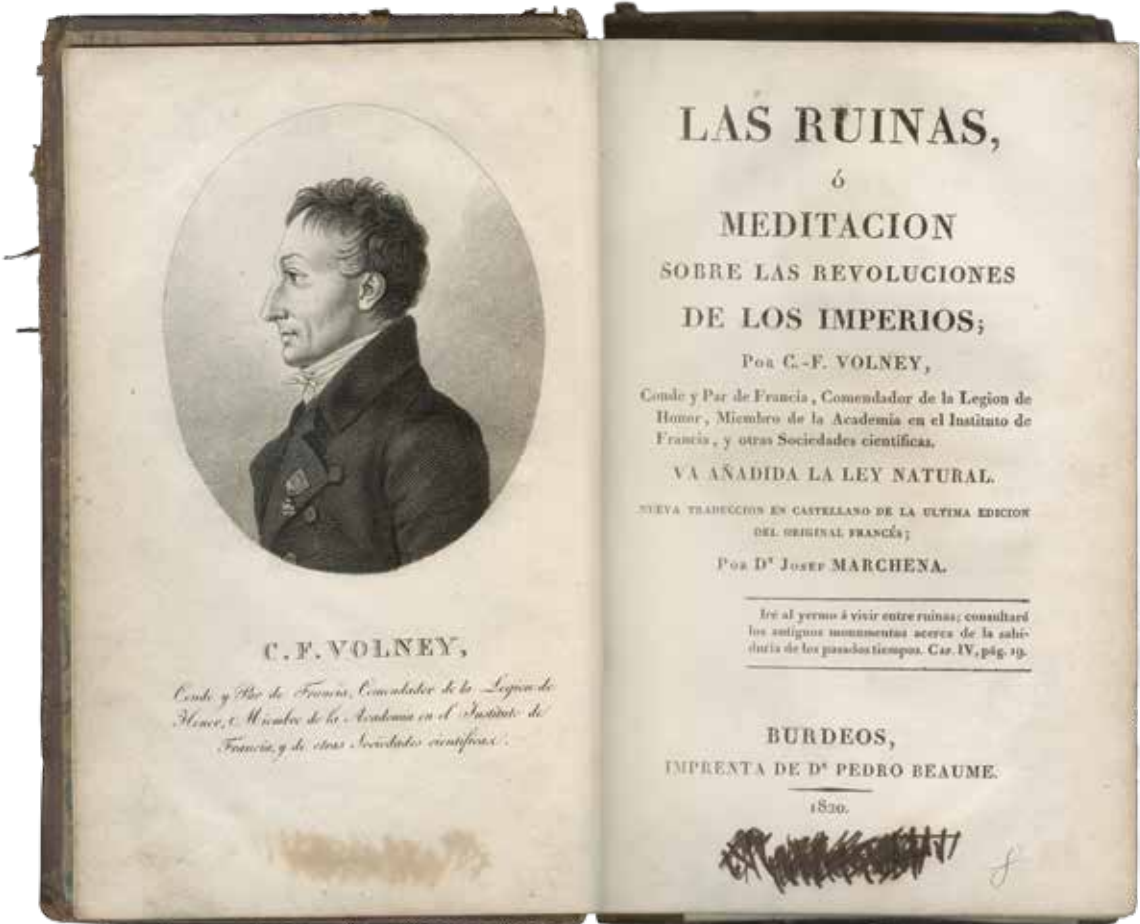 C. F. VOLNEY,
Conde y Par de Francia, Comendador de la Legion de
Honor, Miembro de la Academia en el Instituto de
Francia, y de otras Sociedades cientificas.
LAS RUINAS,
ó
MEDITACION
SOBRE LAS REVOLUCIONES
DE LOS IMPERIOS;
Por C.-F. VOLNEY,
Conde y Par de Francia, Comendador de la Legion de
Honor, Miembro de la Academia en el Instituto de
Francia, y otras Sociedades científicas.
VA AÑADIDA LA LEY NATURAL.
NUEVA TRADUCCION EN CASTELLANO DE LA ULTIMA EDICION
DEL ORIGINAL FRANCÉS;
Por Dn Josef MARCHENA.
Iré al yermo á vivir entre ruinas; consultaré
los antiguos monumentos acerca de la sabi-
duría de los pasados tiempos. Cap. IV, pág. 19.
BURDEOS,
IMPRENTA DE Dn PEDRO BEAUME.
1820.